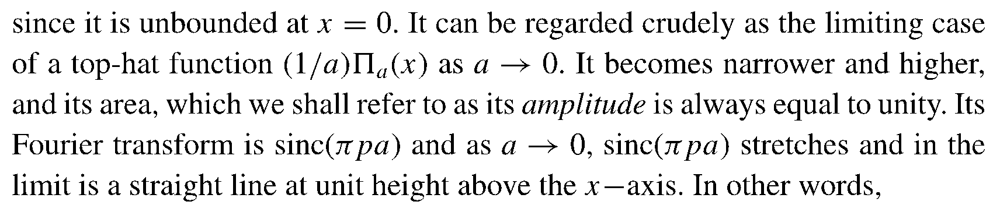 since it is unbounded at x = 0. It can be regarded crudely as the limiting case
of a top-hat function (1/a)Πₐ(x) as a → 0. It becomes narrower and higher,
and its area, which we shall refer to as its amplitude is always equal to unity. Its
Fourier transform is sinc(πpa) and as a → 0, sinc(πpa) stretches and in the
limit is a straight line at unit height above the x−axis. In other words,